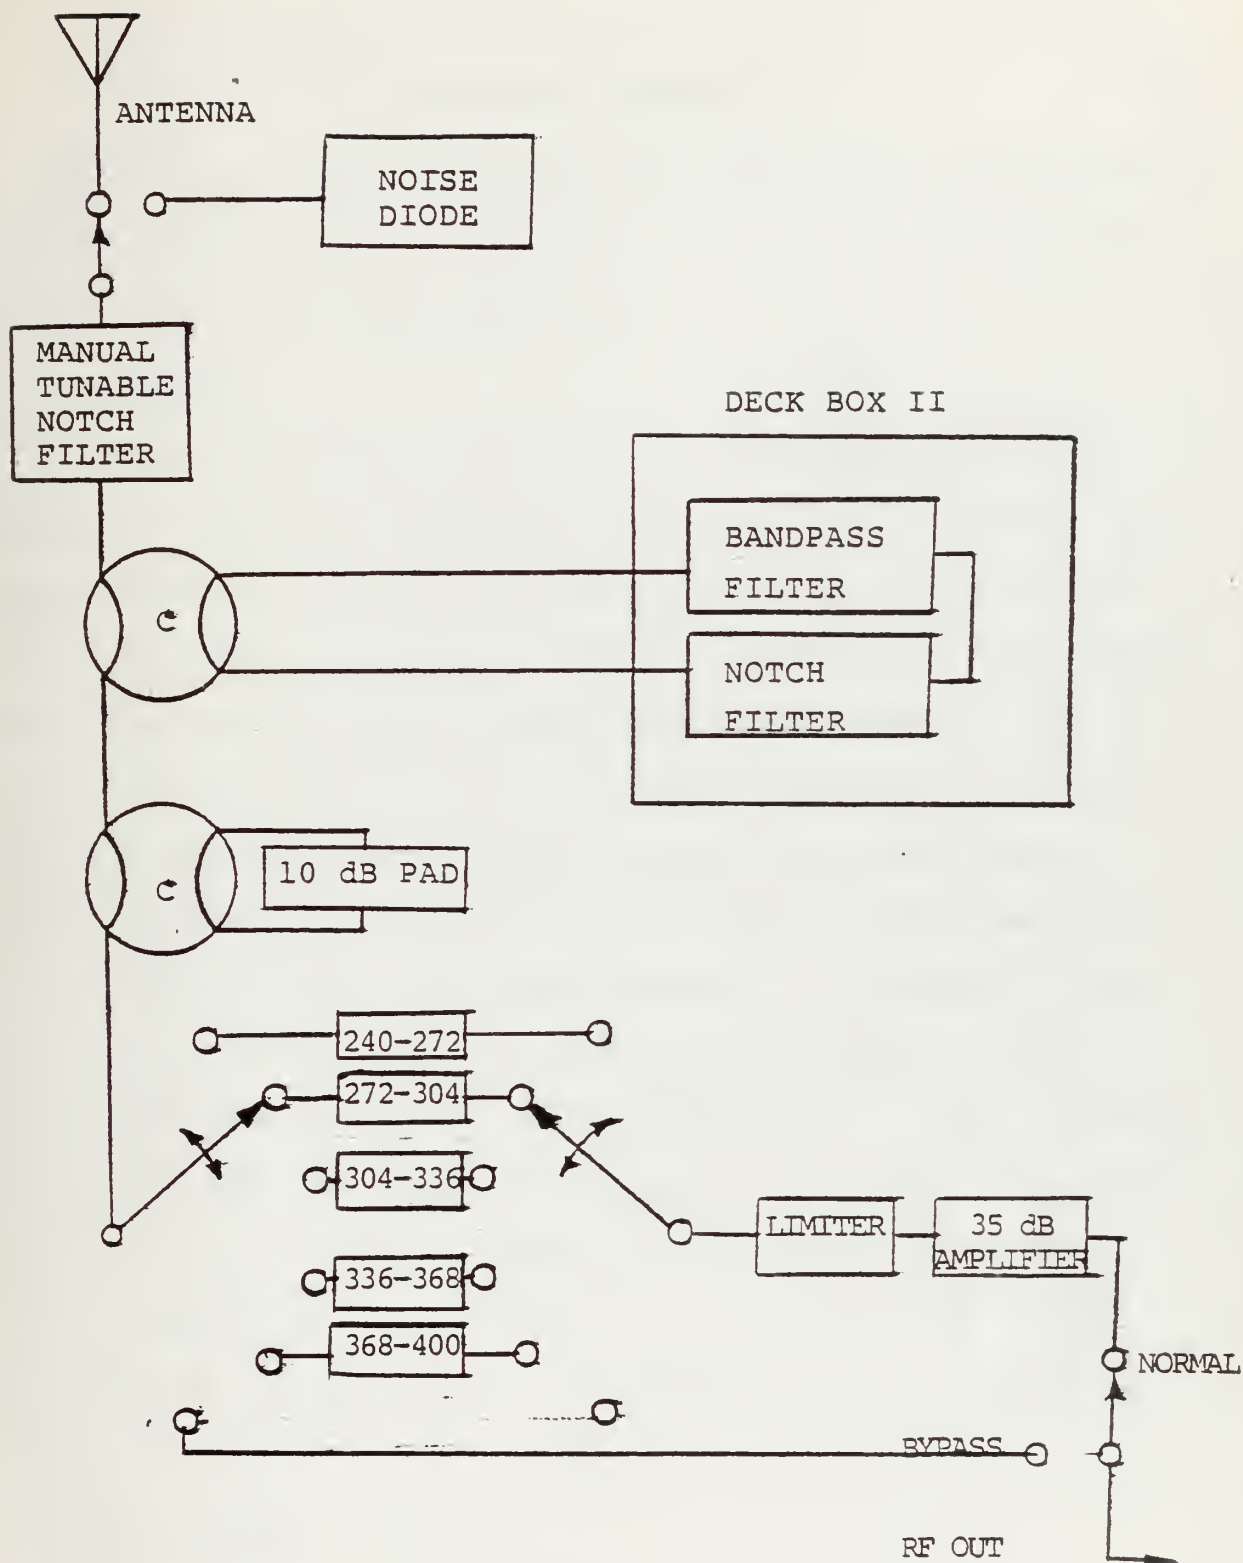 ANTENNA
NOISE
DIODE
MANUAL
TUNABLE
NOTCH
FILTER
DECK BOX II
BANDPASS
FILTER
NOTCH
FILTER
C
10 dB PAD
C
240-272
272-304
304-336
336-368
368-400
LIMITER
35 dB
AMPLIFIER
NORMAL
BYPASS
RF OUT